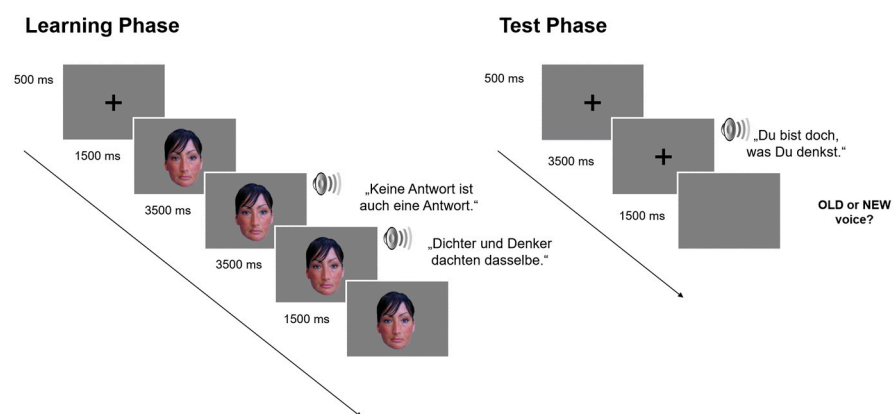 Learning Phase
500 ms
1500 ms
3500 ms
„Keine Antwort ist
auch eine Antwort.“
3500 ms
„Dichter und Denker
dachten dasselbe.“
1500 ms
Test Phase
500 ms
3500 ms
„Du bist doch,
was Du denkst.“
1500 ms
OLD or NEW
voice?